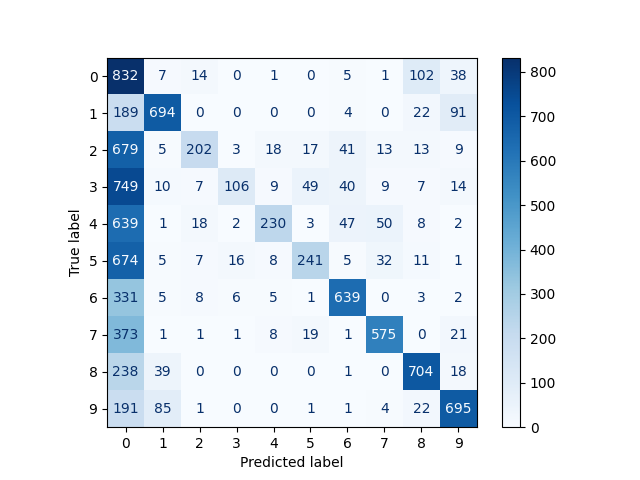 0 832 7 14 0 1 0 5 1 102 38
1 189 694 0 0 0 0 4 0 22 91
2 679 5 202 3 18 17 41 13 13 9
3 749 10 7 106 9 49 40 9 7 14
4 639 1 18 2 230 3 47 50 8 2
5 674 5 7 16 8 241 5 32 11 1
6 331 5 8 6 5 1 639 0 3 2
7 373 1 1 1 8 19 1 575 0 21
8 238 39 0 0 0 0 1 0 704 18
9 191 85 1 0 0 1 1 4 22 695
0 1 2 3 4 5 6 7 8 9
Predicted label
True label
800
700
600
500
400
300
200
100
0